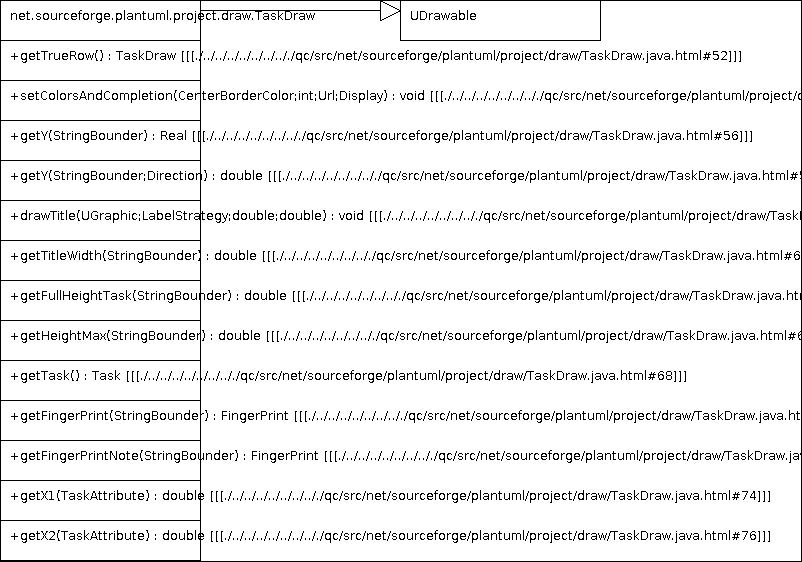 net.sourceforge.plantuml.project.draw.TaskDraw
UDrawable
+getTrueRow() : TaskDraw [[[./../../../../../../../../qc/src/net/sourceforge/plantuml/project/draw/TaskDraw.java.html#52]]]
+setColorsAndCompletion(CenterBorderColor;int;Url;Display) : void [[[./../../../../../../../../qc/src/net/sourceforge/plantuml/project/d
+getY(StringBounder) : Real [[[./../../../../../../../../qc/src/net/sourceforge/plantuml/project/draw/TaskDraw.java.html#56]]]
+getY(StringBounder;Direction) : double [[[./../../../../../../../../qc/src/net/sourceforge/plantuml/project/draw/TaskDraw.java.html#5
+drawTitle(UGraphic;LabelStrategy;double;double) : void [[[./../../../../../../../../qc/src/net/sourceforge/plantuml/project/draw/Task
+getTitleWidth(StringBounder) : double [[[./../../../../../../../../qc/src/net/sourceforge/plantuml/project/draw/TaskDraw.java.html#6
+getFullHeightTask(StringBounder) : double [[[./../../../../../../../../qc/src/net/sourceforge/plantuml/project/draw/TaskDraw.java.ht
+getHeightMax(StringBounder) : double [[[./../../../../../../../../qc/src/net/sourceforge/plantuml/project/draw/TaskDraw.java.html#6
+getTask() : Task [[[./../../../../../../../../qc/src/net/sourceforge/plantuml/project/draw/TaskDraw.java.html#68]]]
+getFingerPrint(StringBounder) : FingerPrint [[[./../../../../../../../../qc/src/net/sourceforge/plantuml/project/draw/TaskDraw.java.ht
+getFingerPrintNote(StringBounder) : FingerPrint [[[./../../../../../../../../qc/src/net/sourceforge/plantuml/project/draw/TaskDraw.ja
+getX1(TaskAttribute) : double [[[./../../../../../../../../qc/src/net/sourceforge/plantuml/project/draw/TaskDraw.java.html#74]]]
+getX2(TaskAttribute) : double [[[./../../../../../../../../qc/src/net/sourceforge/plantuml/project/draw/TaskDraw.java.html#76]]]